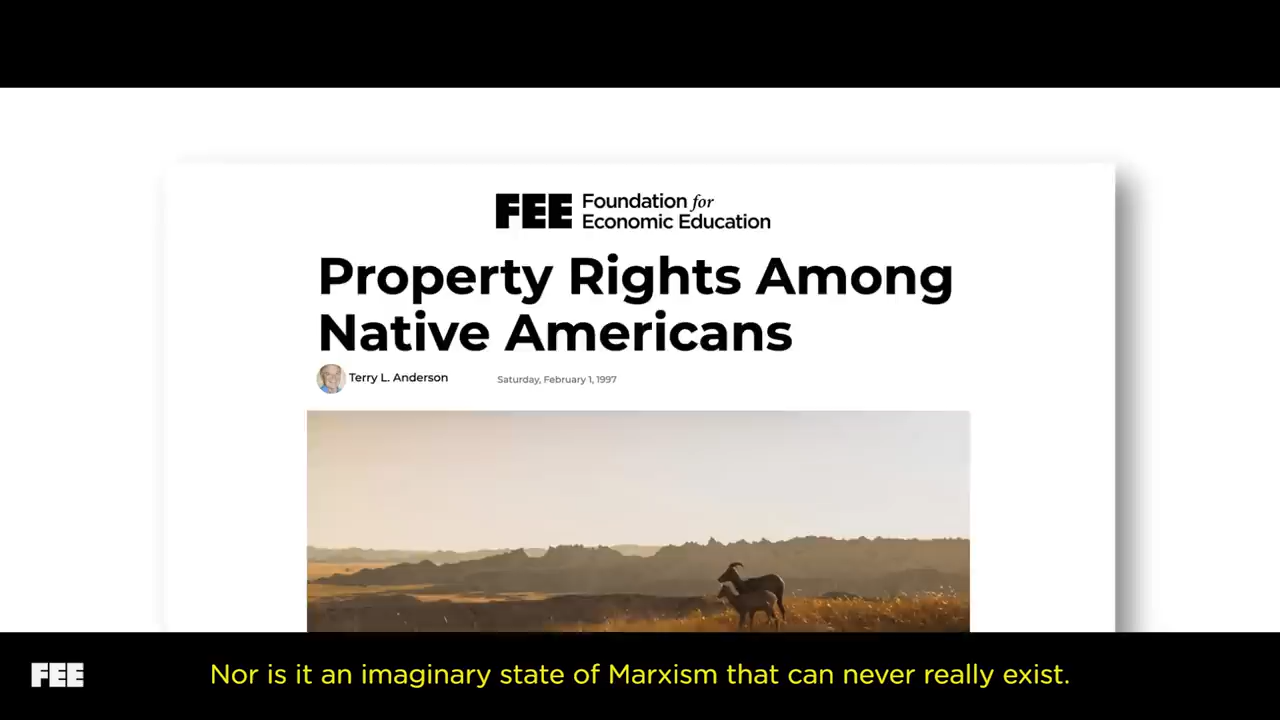 FEE Foundation for
Economic Education
Property Rights Among
Native Americans
Terry L. Anderson Saturday, February 1, 1997
FEE Nor is it an imaginary state of Marxism that can never really exist.